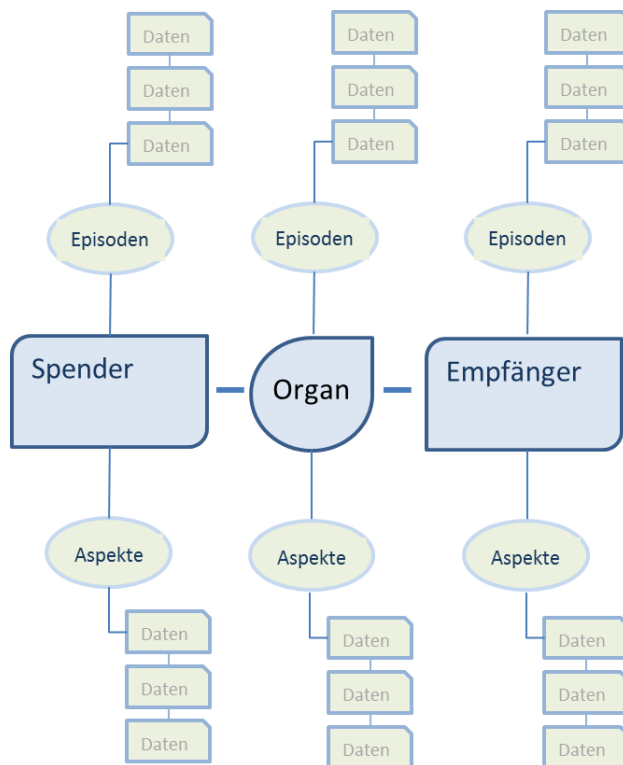 Daten
Daten
Daten
Daten
Daten
Daten
Daten
Daten
Daten
Episoden
Episoden
Episoden
Spender
Organ
Empfänger
Aspekte
Aspekte
Aspekte
Daten
Daten
Daten
Daten
Daten
Daten
Daten
Daten
Daten